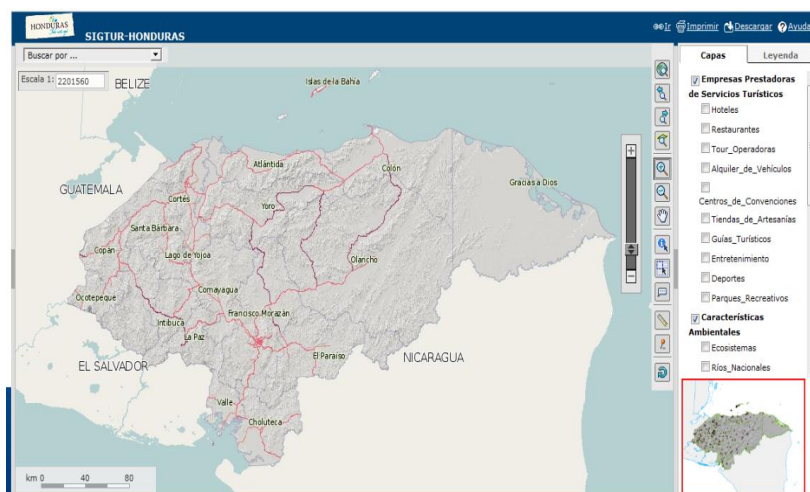 HONDURAS
SIGTUR-HONDURAS
Ir Imprimir Descargar Ayuda
Buscar por ...
Escala 1: 2201560
BELIZE
Islas de la Bahía
GUATEMALA
Atlántida
Colón
Gracias a Dios
Cortés
Yoro
Santa Bárbara
Copán
Lago de Yojoa
Olancho
Ocotepeque
Comayagua
Intibuca
Francisco Morazán
La Paz
El Paraíso
EL SALVADOR
NICARAGUA
Valle
Choluteca
km 0 40 80
Capas Leyenda
Empresas Prestadoras
de Servicios Turísticos
Hoteles
Restaurantes
Tour_Operadoras
Alquiler_de_Vehículos
Centros_de_Convenciones
Tiendas_de_Artesanías
Guías_Turísticos
Entretenimiento
Deportes
Parques_Recreativos
Características
Ambientales
Ecosistemas
Ríos_Nacionales